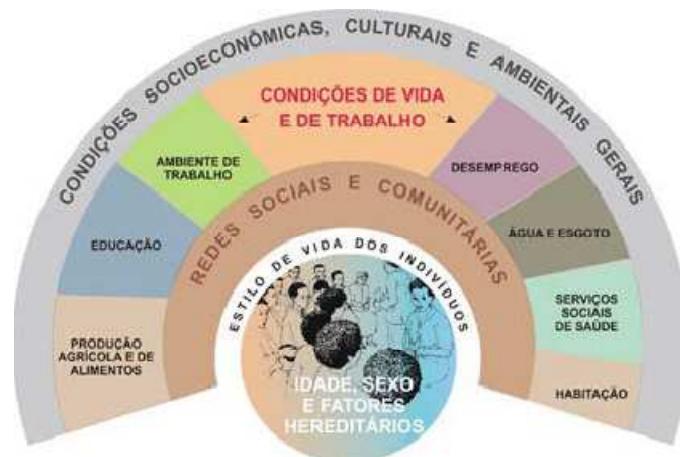 CONDIÇÕES SOCIOECONÔMICAS, CULTURAIS E AMBIENTAIS GERAIS
CONDIÇÕES DE VIDA
E DE TRABALHO
AMBIENTE DE
TRABALHO
DESEMPREGO
REDES SOCIAIS E COMUNITÁRIAS
EDUCAÇÃO
ÁGUA E ESGOTO
ESTILO DE VIDA DOS INDIVÍDUOS
PRODUÇÃO
AGRÍCOLA E DE
ALIMENTOS
SERVIÇOS
SOCIAIS
DE SAÚDE
HABITAÇÃO
IDADE, SEXO
E FATORES
HEREDITÁRIOS